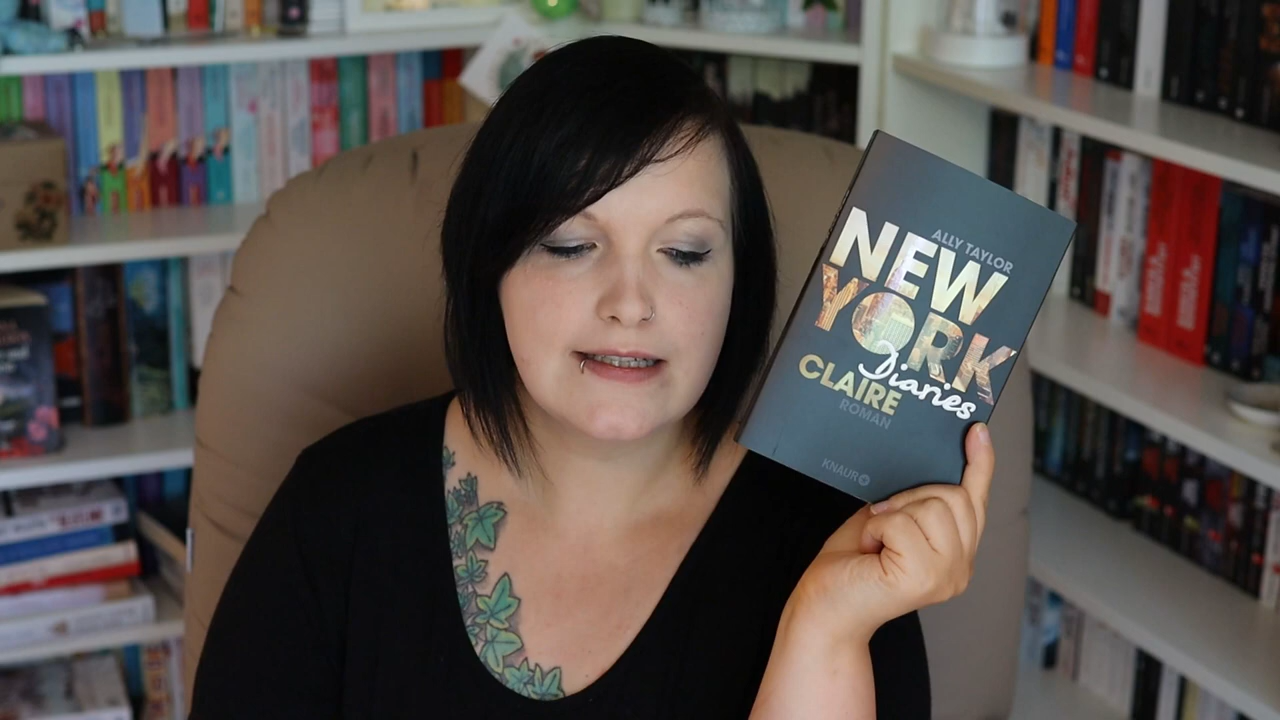 ALLY TAYLOR
NEW
YORK
Diaries
CLAIRE
ROMAN
KNAUR